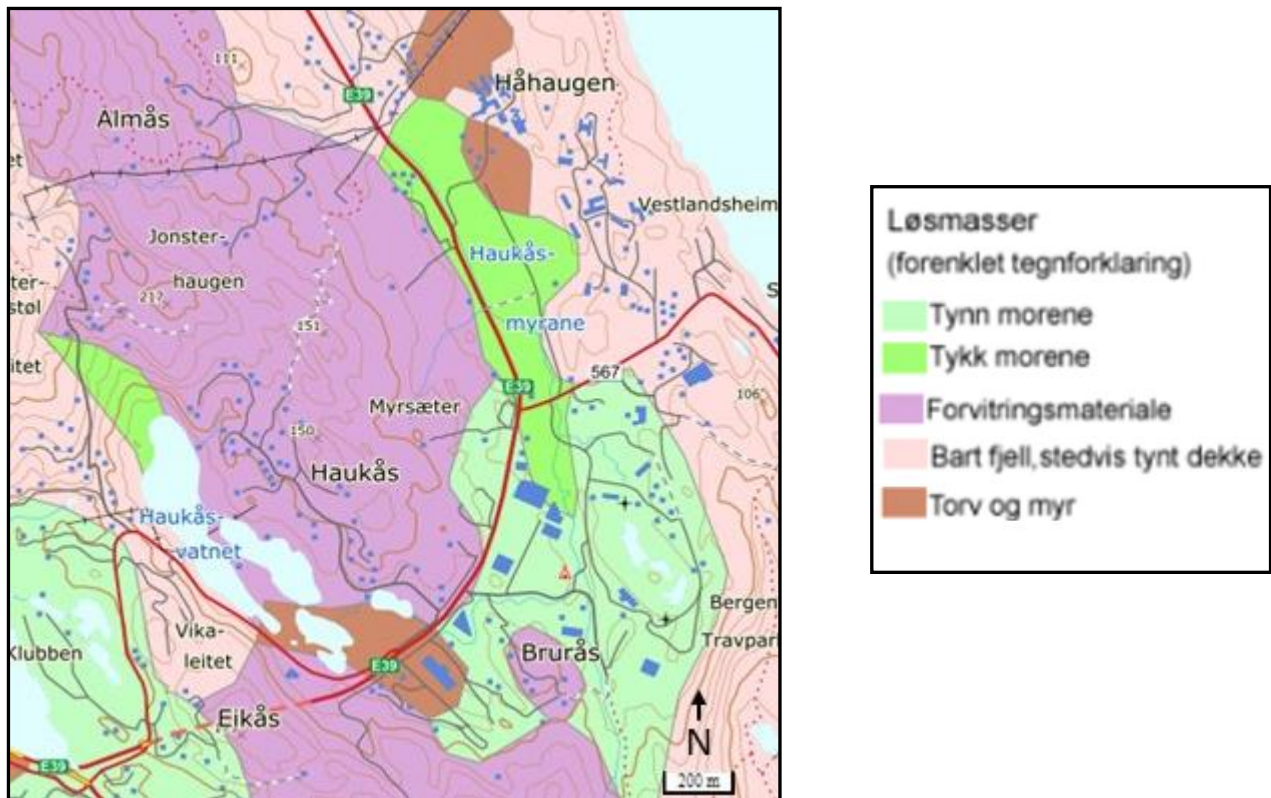 111
E39
Håhaugen
Almås
et
Vestlandsheim
Jonster-
haugen
Haukås-
myrane
ter-
støl
217
151
S
itet
E39
567
106
Myrsæter
150
Haukås
Haukås-
vatnet
Bergen
Travpark
Vika-
leitet
Klubben
Brurås
E39
Eikås
N
E39
200 m
Løsmasser
(forenklet tegnforklaring)
Tynn morene
Tykk morene
Forvitringsmateriale
Bart fjell, stedvis tynt dekke
Torv og myr